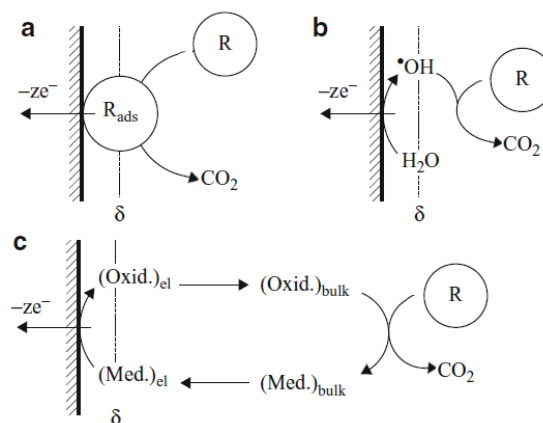 a
R
−ze⁻
R_ads
CO₂
δ
b
•OH
R
−ze⁻
CO₂
H₂O
δ
c
(Oxid.)_el
(Oxid.)_bulk
R
−ze⁻
(Med.)_el
(Med.)_bulk
CO₂
δ